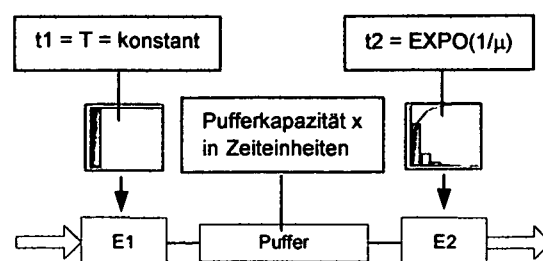 t1 = T = konstant
t2 = EXPO(1/μ)
Pufferkapazität x
in Zeiteinheiten
E1
Puffer
E2